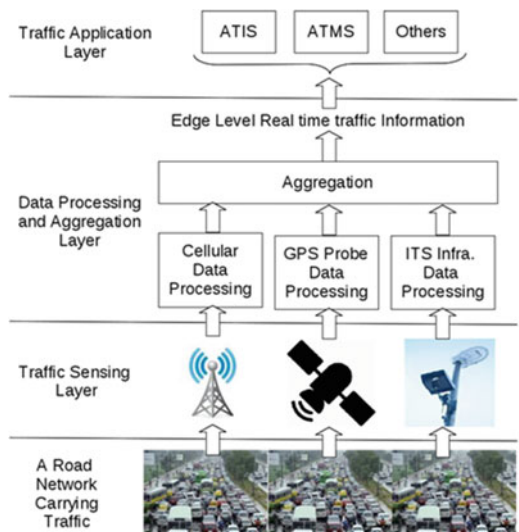 Traffic Application
Layer
ATIS
ATMS
Others
Edge Level Real time traffic Information
Data Processing
and Aggregation
Layer
Aggregation
Cellular
Data
Processing
GPS Probe
Data
Processing
ITS Infra.
Data
Processing
Traffic Sensing
Layer
A Road
Network
Carrying
Traffic